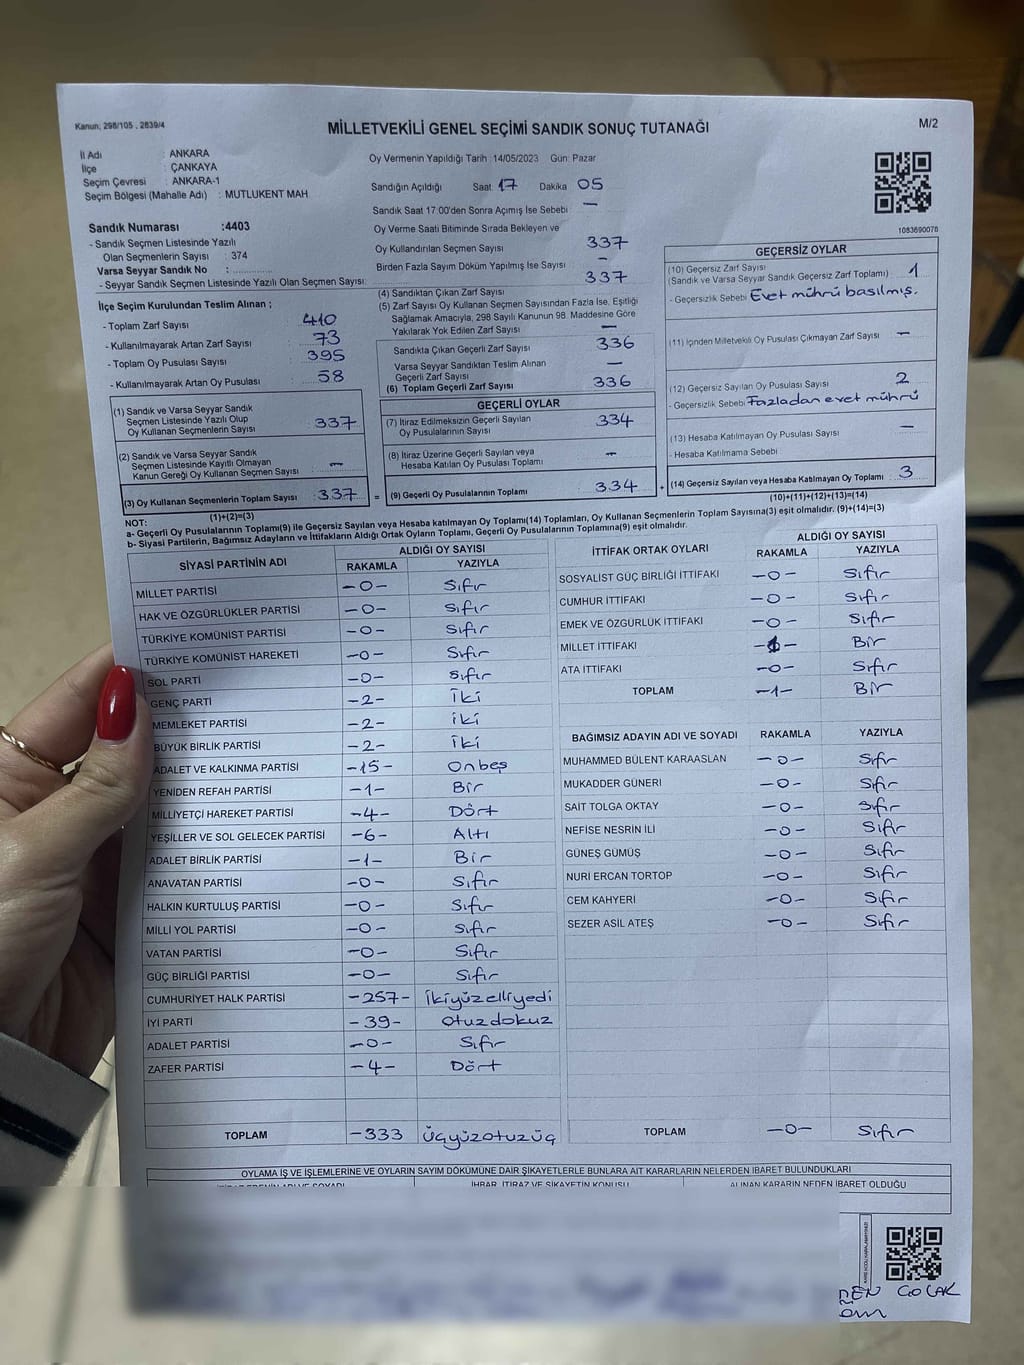 Kanun; 298/105 , 2839/4
MİLLETVEKİLİ GENEL SEÇİMİ SANDIK SONUÇ TUTANAĞI
M/2
İl Adı : ANKARA
İlçe : ÇANKAYA
Seçim Çevresi : ANKARA-1
Seçim Bölgesi (Mahalle Adı) : MUTLUKENT MAH
Oy Vermenin Yapıldığı Tarih :14/05/2023 Gün: Pazar
Sandığın Açıldığı Saat 17 Dakika 05
Sandık Saat 17:00'den Sonra Açımış İse Sebebi —
1083690078
Sandık Numarası :4403
- Sandık Seçmen Listesinde Yazılı
Olan Seçmenlerin Sayısı : 374
Varsa Seyyar Sandık No : ..............
- Seyyar Sandık Seçmen Listesinde Yazılı Olan Seçmen Sayısı:
Oy Verme Saati Bitiminde Sırada Bekleyen ve
Oy Kullandırılan Seçmen Sayısı 337
Birden Fazla Sayım Döküm Yapılmış İse Sayısı —
(4) Sandıktan Çıkan Zarf Sayısı 337
(5) Zarf Sayısı Oy Kullanan Seçmen Sayısından Fazla İse, Eşitliği
Sağlamak Amacıyla, 298 Sayılı Kanunun 98. Maddesine Göre
Yakılarak Yok Edilen Zarf Sayısı —
İlçe Seçim Kurulundan Teslim Alınan ;
- Toplam Zarf Sayısı : 410
- Kullanılmayarak Artan Zarf Sayısı : 73
- Toplam Oy Pusulası Sayısı : 395
- Kullanılmayarak Artan Oy Pusulası : 58
Sandıkta Çıkan Geçerli Zarf Sayısı 336
Varsa Seyyar Sandıktan Teslim Alınan
Geçerli Zarf Sayısı —
(6) Toplam Geçerli Zarf Sayısı 336
GEÇERSİZ OYLAR
(10) Geçersiz Zarf Sayısı
(Sandık ve Varsa Seyyar Sandık Geçersiz Zarf Toplamı) : 1
- Geçersizlik Sebebi Evet mührü basılmış.
(11) İçinden Milletvekili Oy Pusulası Çıkmayan Zarf Sayısı —
(12) Geçersiz Sayılan Oy Pusulası Sayısı 2
- Geçersizlik Sebebi Fazladan evet mührü
(13) Hesaba Katılmayan Oy Pusulası Sayısı —
- Hesaba Katılmama Sebebi
(14) Geçersiz Sayılan veya Hesaba Katılmayan Oy Toplamı : 3
(10)+(11)+(12)+(13)=(14)
(1) Sandık ve Varsa Seyyar Sandık
Seçmen Listesinde Yazılı Olup
Oy Kullanan Seçmenlerin Sayısı : 337
(2) Sandık ve Varsa Seyyar Sandık
Seçmen Listesinde Kayıtlı Olmayan
Kanun Gereği Oy Kullanan Seçmen Sayısı : —
(3) Oy Kullanan Seçmenlerin Toplam Sayısı : 337
(1)+(2)=(3)
GEÇERLİ OYLAR
(7) İtiraz Edilmeksizin Geçerli Sayılan
Oy Pusulalarının Sayısı 334
(8) İtiraz Üzerine Geçerli Sayılan veya
Hesaba Katılan Oy Pusulası Toplamı —
= (9) Geçerli Oy Pusulalarının Toplamı 334 +
NOT:
a- Geçerli Oy Pusulalarının Toplamı(9) ile Geçersiz Sayılan veya Hesaba katılmayan Oy Toplamı(14) Toplamları, Oy Kullanan Seçmenlerin Toplam Sayısına(3) eşit olmalıdır. (9)+(14)=(3)
b- Siyasi Partilerin, Bağımsız Adayların ve İttifakların Aldığı Ortak Oyların Toplamı, Geçerli Oy Pusulalarının Toplamına(9) eşit olmalıdır.
SİYASİ PARTİNİN ADI ALDIĞI OY SAYISI
RAKAMLA YAZIYLA
MİLLET PARTİSİ -0- Sıfır
HAK VE ÖZGÜRLÜKLER PARTİSİ -0- Sıfır
TÜRKİYE KOMÜNİST PARTİSİ -0- Sıfır
TÜRKİYE KOMÜNİST HAREKETİ -0- Sıfır
SOL PARTİ -0- Sıfır
GENÇ PARTİ -2- İki
MEMLEKET PARTİSİ -2- iki
BÜYÜK BİRLİK PARTİSİ -2- İki
ADALET VE KALKINMA PARTİSİ -15- Onbeş
YENİDEN REFAH PARTİSİ -1- Bir
MİLLİYETÇİ HAREKET PARTİSİ -4- Dört
YEŞİLLER VE SOL GELECEK PARTİSİ -6- Altı
ADALET BİRLİK PARTİSİ -1- Bir
ANAVATAN PARTİSİ -0- Sıfır
HALKIN KURTULUŞ PARTİSİ -0- Sıfır
MİLLİ YOL PARTİSİ -0- Sıfır
VATAN PARTİSİ -0- Sıfır
GÜÇ BİRLİĞİ PARTİSİ -0- Sıfır
CUMHURİYET HALK PARTİSİ -257- ikiyüzelliyedi
İYİ PARTİ -39- otuzdokuz
ADALET PARTİSİ -0- Sıfır
ZAFER PARTİSİ -4- Dört
TOPLAM -333 Üçyüzotuzüç
İTTİFAK ORTAK OYLARI ALDIĞI OY SAYISI
RAKAMLA YAZIYLA
SOSYALİST GÜÇ BİRLİĞİ İTTİFAKI -0- Sıfır
CUMHUR İTTİFAKI -0- Sıfır
EMEK VE ÖZGÜRLÜK İTTİFAKI -0- Sıfır
MİLLET İTTİFAKI -1- Bir
ATA İTTİFAKI -0- Sıfır
TOPLAM -1- Bir
BAĞIMSIZ ADAYIN ADI VE SOYADI RAKAMLA YAZIYLA
MUHAMMED BÜLENT KARAASLAN -0- Sıfır
MUKADDER GÜNERİ -0- Sıfır
SAİT TOLGA OKTAY -0- Sıfır
NEFİSE NESRİN İLİ -0- Sıfır
GÜNEŞ GÜMÜŞ -0- Sıfır
NURİ ERCAN TORTOP -0- Sıfır
CEM KAHYERİ -0- Sıfır
SEZER ASİL ATEŞ -0- Sıfır
TOPLAM -0- Sıfır
OYLAMA İŞ VE İŞLEMLERİNE VE OYLARIN SAYIM DÖKÜMÜNE DAİR ŞİKAYETLERLE BUNLARA AİT KARARLARIN NELERDEN İBARET BULUNDUKLARI
İHBAR, İTİRAZ VE ŞİKAYETİN KONUSU ALINAN KARARIN NEDEN İBARET OLDUĞU
ÇOLAK